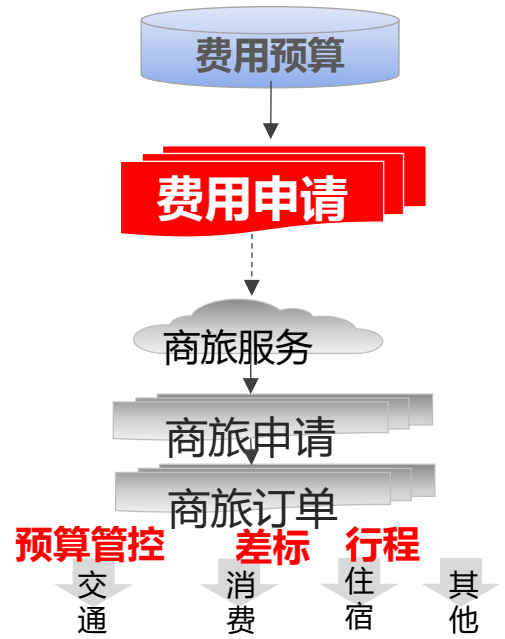 费用预算
费用申请
商旅服务
商旅申请
商旅订单
预算管控 差标 行程
交通 消费 住宿 其他